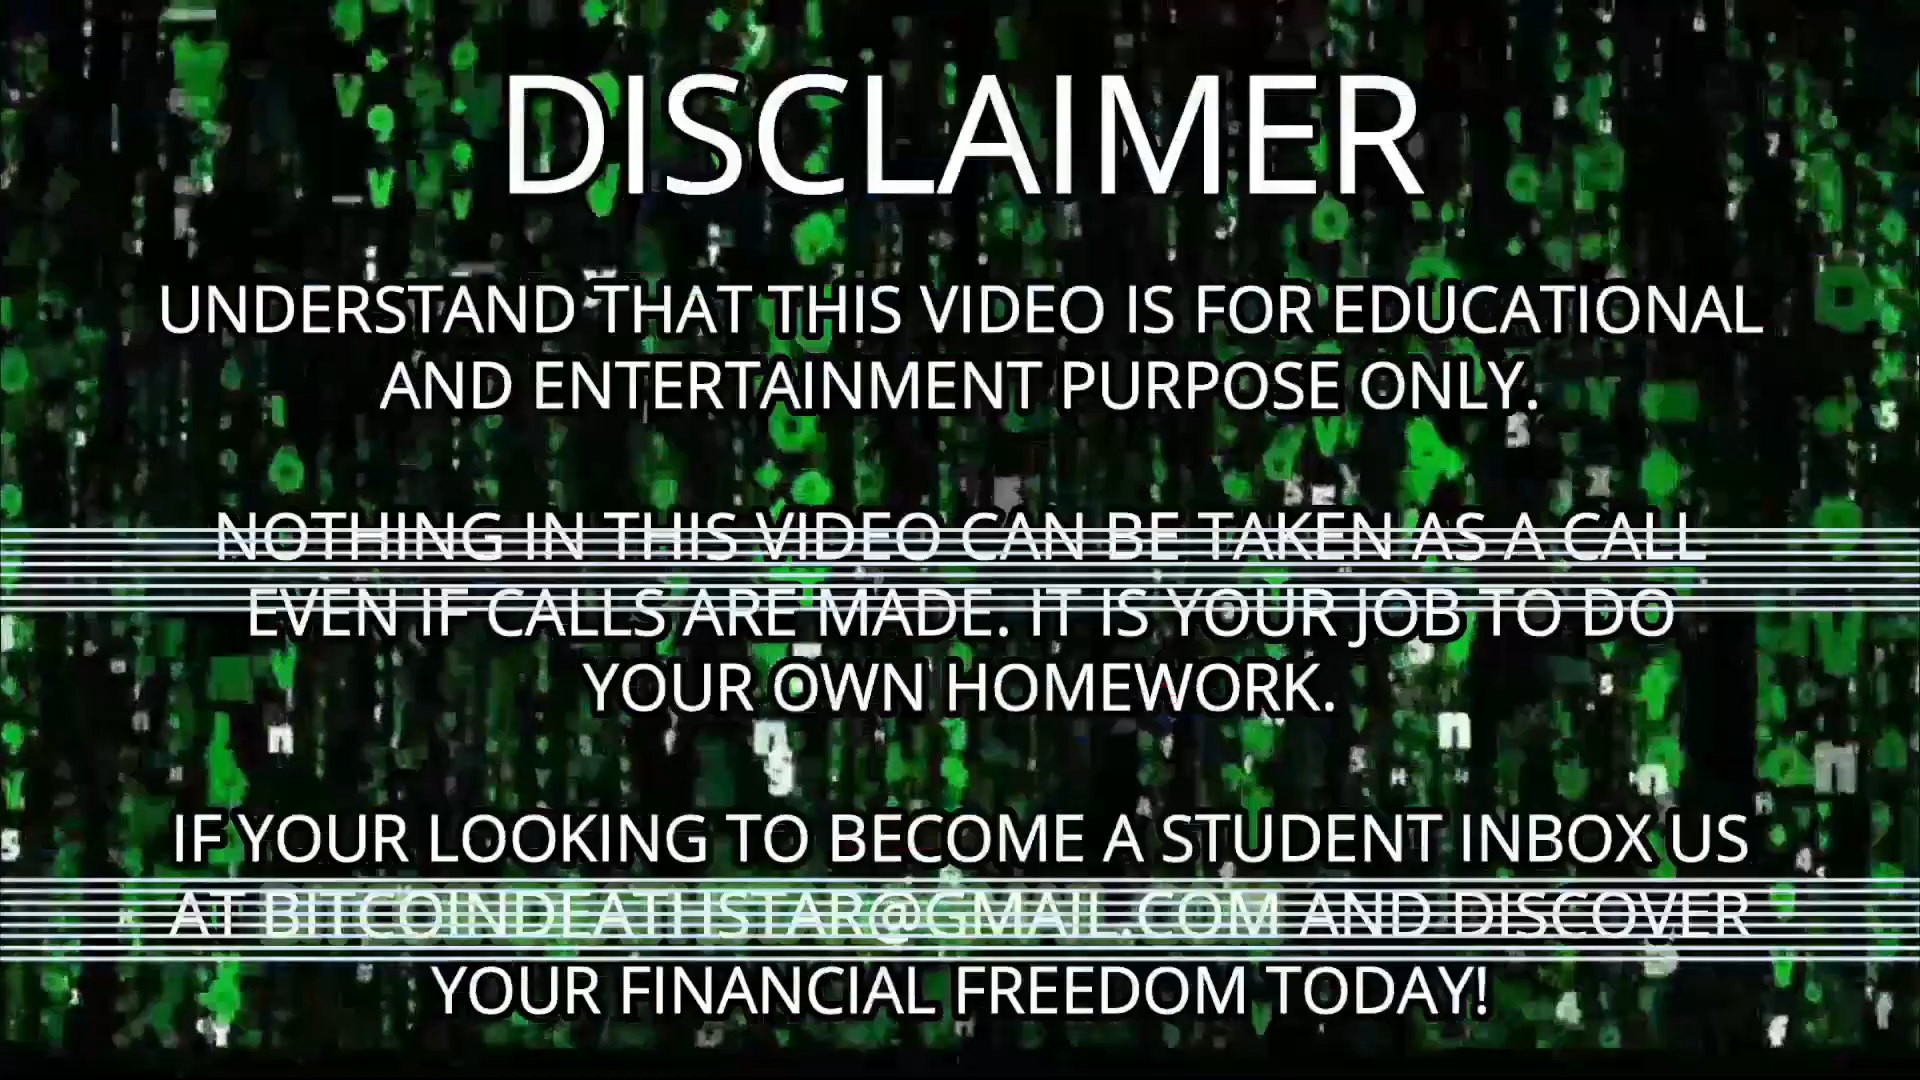 DISCLAIMER
UNDERSTAND THAT THIS VIDEO IS FOR EDUCATIONAL
AND ENTERTAINMENT PURPOSE ONLY.
NOTHING IN THIS VIDEO CAN BE TAKEN AS A CALL
EVEN IF CALLS ARE MADE. IT IS YOUR JOB TO DO
YOUR OWN HOMEWORK.
IF YOUR LOOKING TO BECOME A STUDENT INBOX US
AT BITCOINDEATHSTAR@GMAIL.COM AND DISCOVER
YOUR FINANCIAL FREEDOM TODAY!